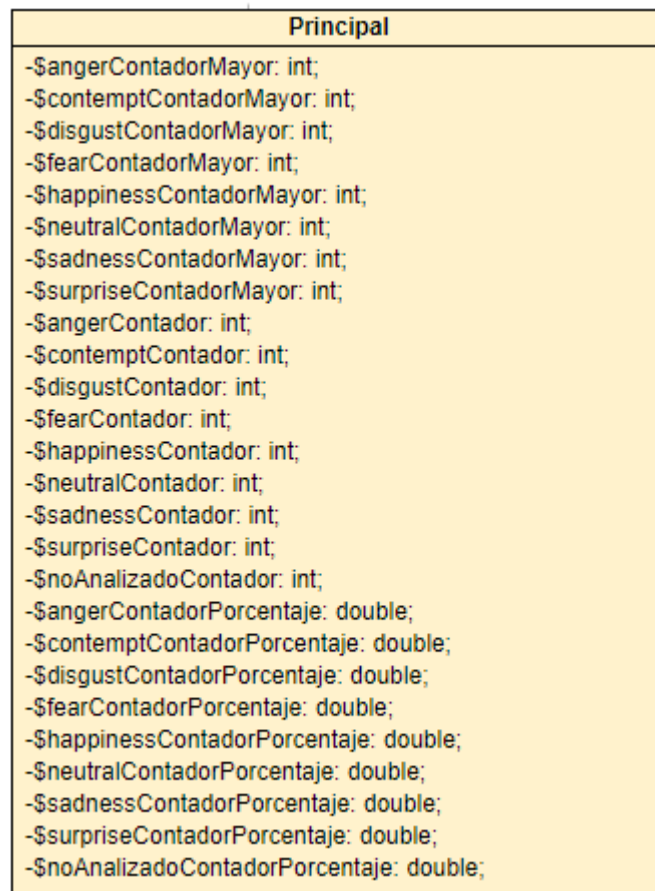 Principal
-$angerContadorMayor: int;
-$contemptContadorMayor: int;
-$disgustContadorMayor: int;
-$fearContadorMayor: int;
-$happinessContadorMayor: int;
-$neutralContadorMayor: int;
-$sadnessContadorMayor: int;
-$surpriseContadorMayor: int;
-$angerContador: int;
-$contemptContador: int;
-$disgustContador: int;
-$fearContador: int;
-$happinessContador: int;
-$neutralContador: int;
-$sadnessContador: int;
-$surpriseContador: int;
-$noAnalizadoContador: int;
-$angerContadorPorcentaje: double;
-$contemptContadorPorcentaje: double;
-$disgustContadorPorcentaje: double;
-$fearContadorPorcentaje: double;
-$happinessContadorPorcentaje: double;
-$neutralContadorPorcentaje: double;
-$sadnessContadorPorcentaje: double;
-$surpriseContadorPorcentaje: double;
-$noAnalizadoContadorPorcentaje: double;